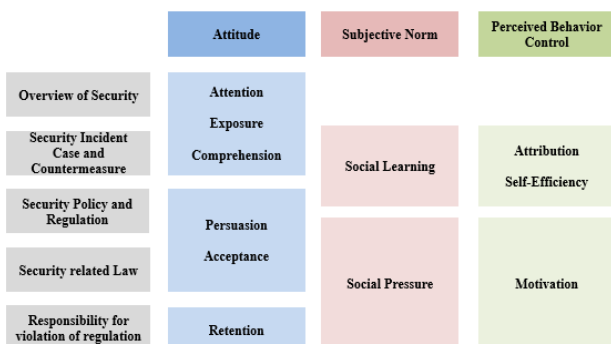 Attitude
Subjective Norm
Perceived Behavior
Control
Overview of Security
Attention
Exposure
Comprehension
Security Incident
Case and
Countermeasure
Social Learning
Attribution
Self-Efficiency
Security Policy and
Regulation
Persuasion
Acceptance
Security related Law
Social Pressure
Motivation
Responsibility for
violation of regulation
Retention